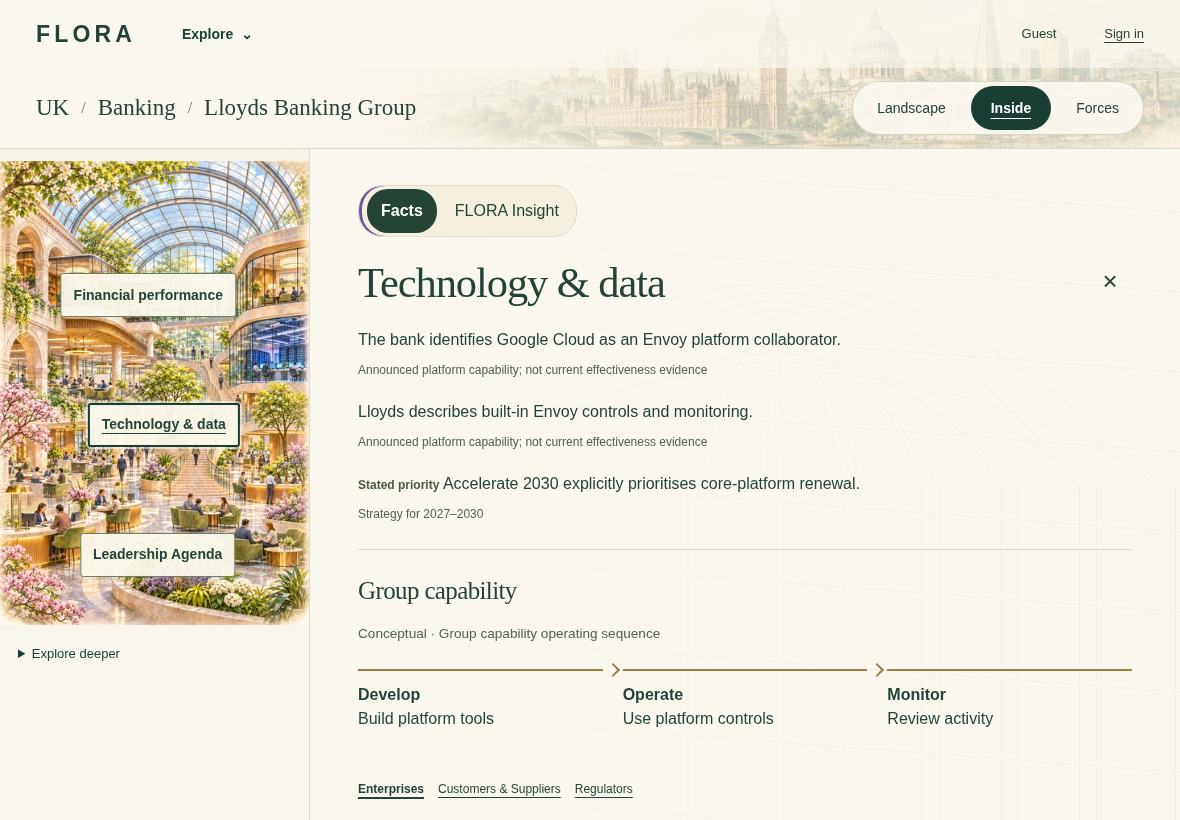 FLORA
Explore
Guest
Sign in
UK / Banking / Lloyds Banking Group
Landscape
Inside
Forces
Financial performance
Technology & data
Leadership Agenda
Explore deeper
Facts
FLORA Insight
Technology & data
The bank identifies Google Cloud as an Envoy platform collaborator.
Announced platform capability; not current effectiveness evidence
Lloyds describes built-in Envoy controls and monitoring.
Announced platform capability; not current effectiveness evidence
Stated priority Accelerate 2030 explicitly prioritises core-platform renewal.
Strategy for 2027–2030
Group capability
Conceptual · Group capability operating sequence
Develop
Build platform tools
Operate
Use platform controls
Monitor
Review activity
Enterprises
Customers & Suppliers
Regulators